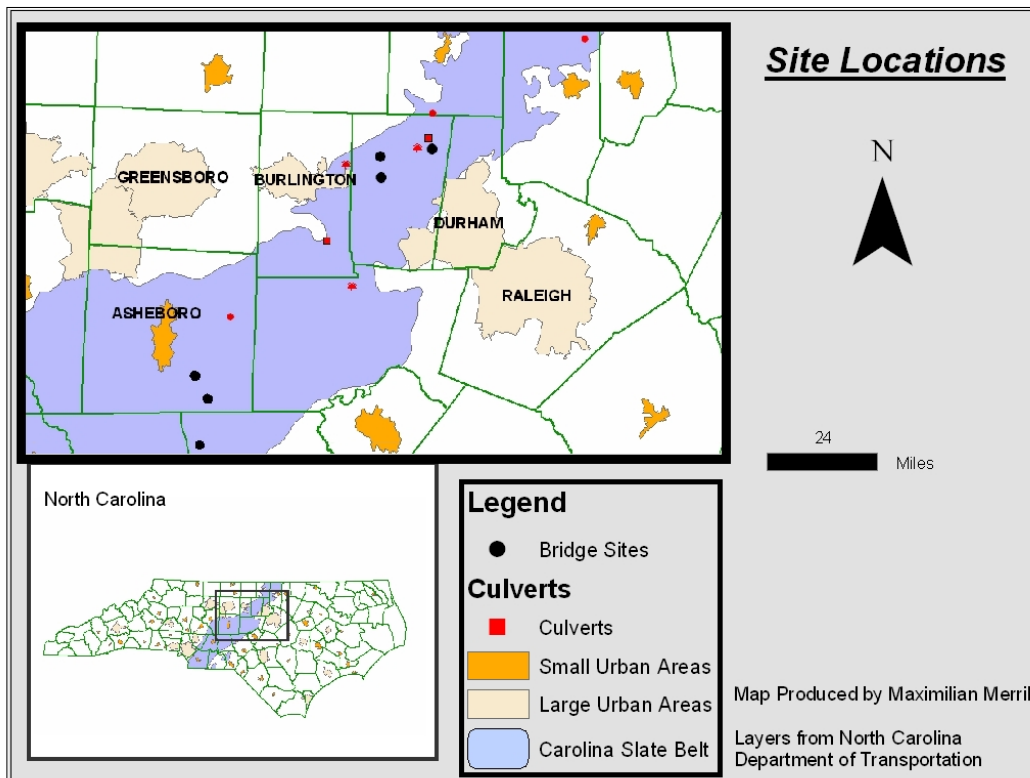 Site Locations
N
GREENSBORO
BURLINGTON
DURHAM
RALEIGH
ASHEBORO
24
Miles
North Carolina
Legend
Bridge Sites
Culverts
Culverts
Small Urban Areas
Large Urban Areas
Carolina Slate Belt
Map Produced by Maximilian Merril
Layers from North Carolina
Department of Transportation